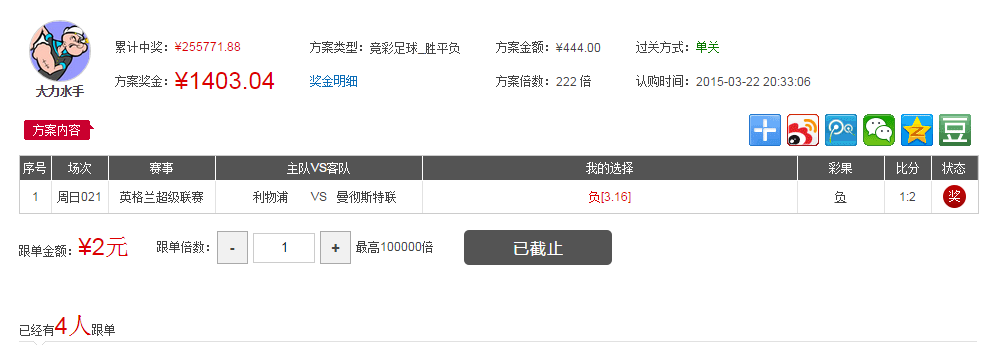 累计中奖：¥255771.88 方案类型：竞彩足球_胜平负 方案金额：¥444.00 过关方式：单关
方案奖金：¥1403.04 奖金明细 方案倍数：222 倍 认购时间：2015-03-22 20:33:06
大力水手
方案内容
序号 场次 赛事 主队VS客队 我的选择 彩果 比分 状态
1 周日021 英格兰超级联赛 利物浦 VS 曼彻斯特联 负[3.16] 负 1:2 奖
跟单金额：¥2元 跟单倍数： - 1 + 最高100000倍 已截止
已经有4人跟单